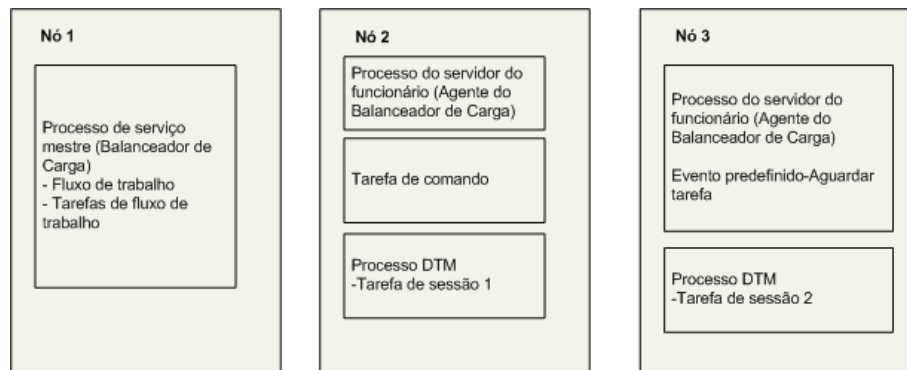 Nó 1
Processo de serviço
mestre (Balanceador de
Carga)
- Fluxo de trabalho
- Tarefas de fluxo de
trabalho
Nó 2
Processo do servidor do
funcionário (Agente do
Balanceador de Carga)
Tarefa de comando
Processo DTM
-Tarefa de sessão 1
Nó 3
Processo do servidor do
funcionário (Agente do
Balanceador de Carga)
Evento predefinido-Aguardar
tarefa
Processo DTM
-Tarefa de sessão 2